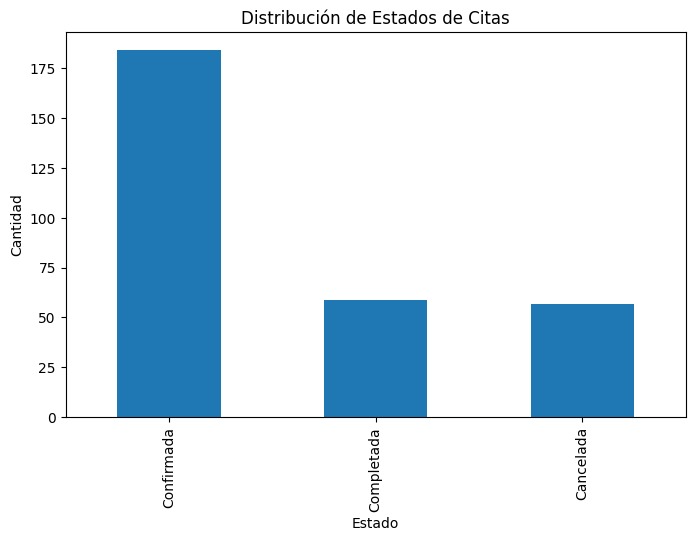 Distribución de Estados de Citas
175
150
125
100
75
50
25
0
Cantidad
Confirmada
Completada
Cancelada
Estado